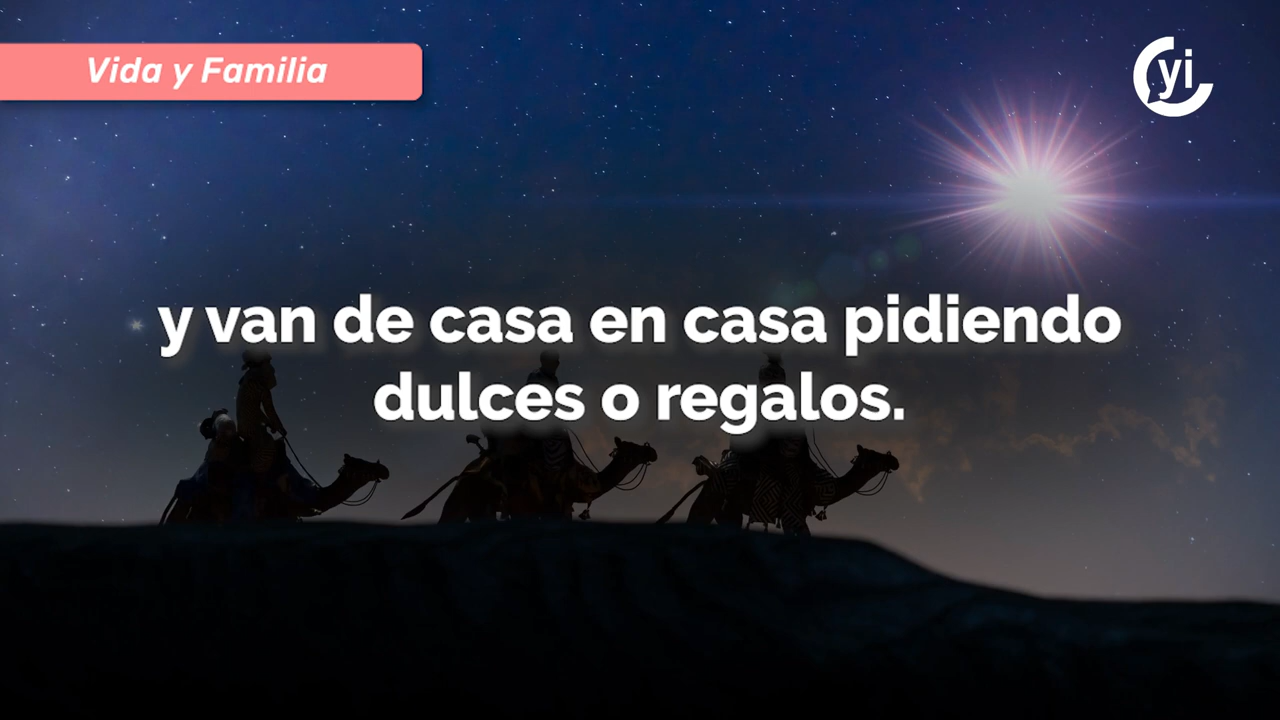 Vida y Familia
yi
y van de casa en casa pidiendo
dulces o regalos.